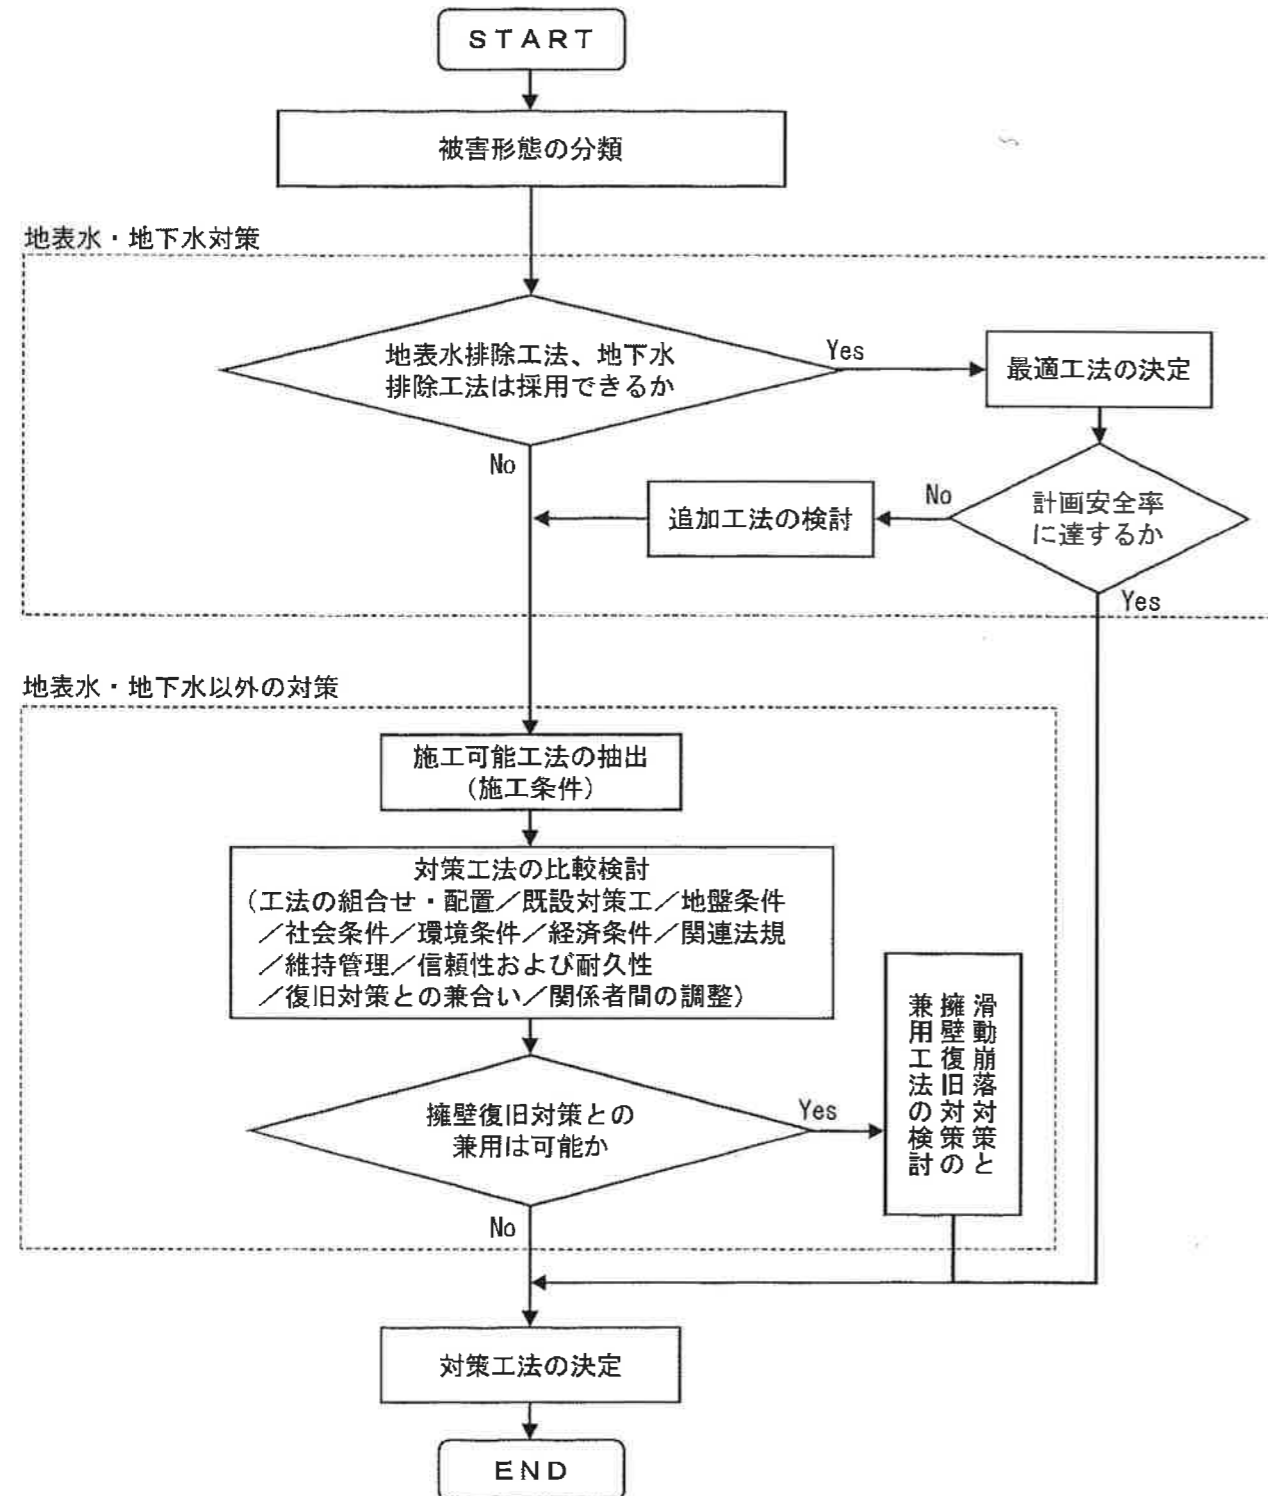 START
被害形態の分類
地表水・地下水対策
地表水排除工法、地下水
排除工法は採用できるか
Yes
最適工法の決定
No
計画安全率
に達するか
No
追加工法の検討
Yes
地表水・地下水以外の対策
施工可能工法の抽出
(施工条件)
対策工法の比較検討
(工法の組合せ・配置／既設対策工／地盤条件
／社会条件／環境条件／経済条件／関連法規
／維持管理／信頼性および耐久性
／復旧対策との兼合い／関係者間の調整)
擁壁復旧対策との
兼用は可能か
Yes
滑動崩落対策と
擁壁復旧対策の
兼用工法の検討
No
対策工法の決定
END